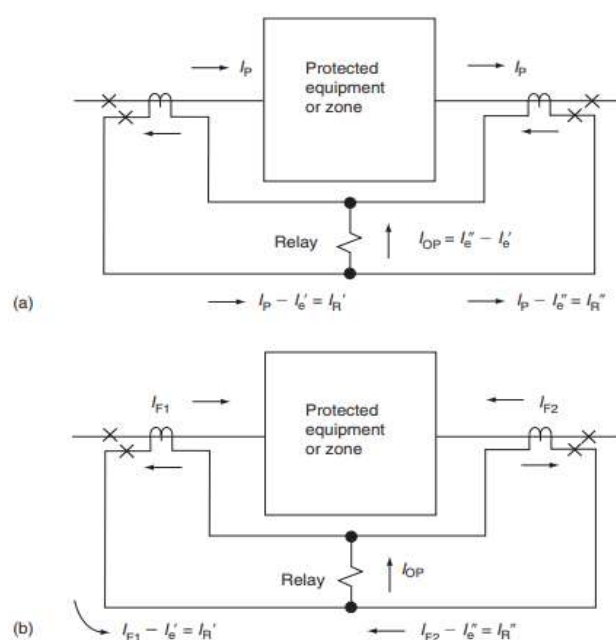 I_P
Protected
equipment
or zone
I_P
Relay
I_OP = I_e'' − I_e'
(a)
I_P − I_e' = I_R'
I_P − I_e'' = I_R''
I_F1
Protected
equipment
or zone
I_F2
Relay
I_OP
(b)
I_F1 − I_e' = I_R'
I_F2 − I_e'' = I_R''